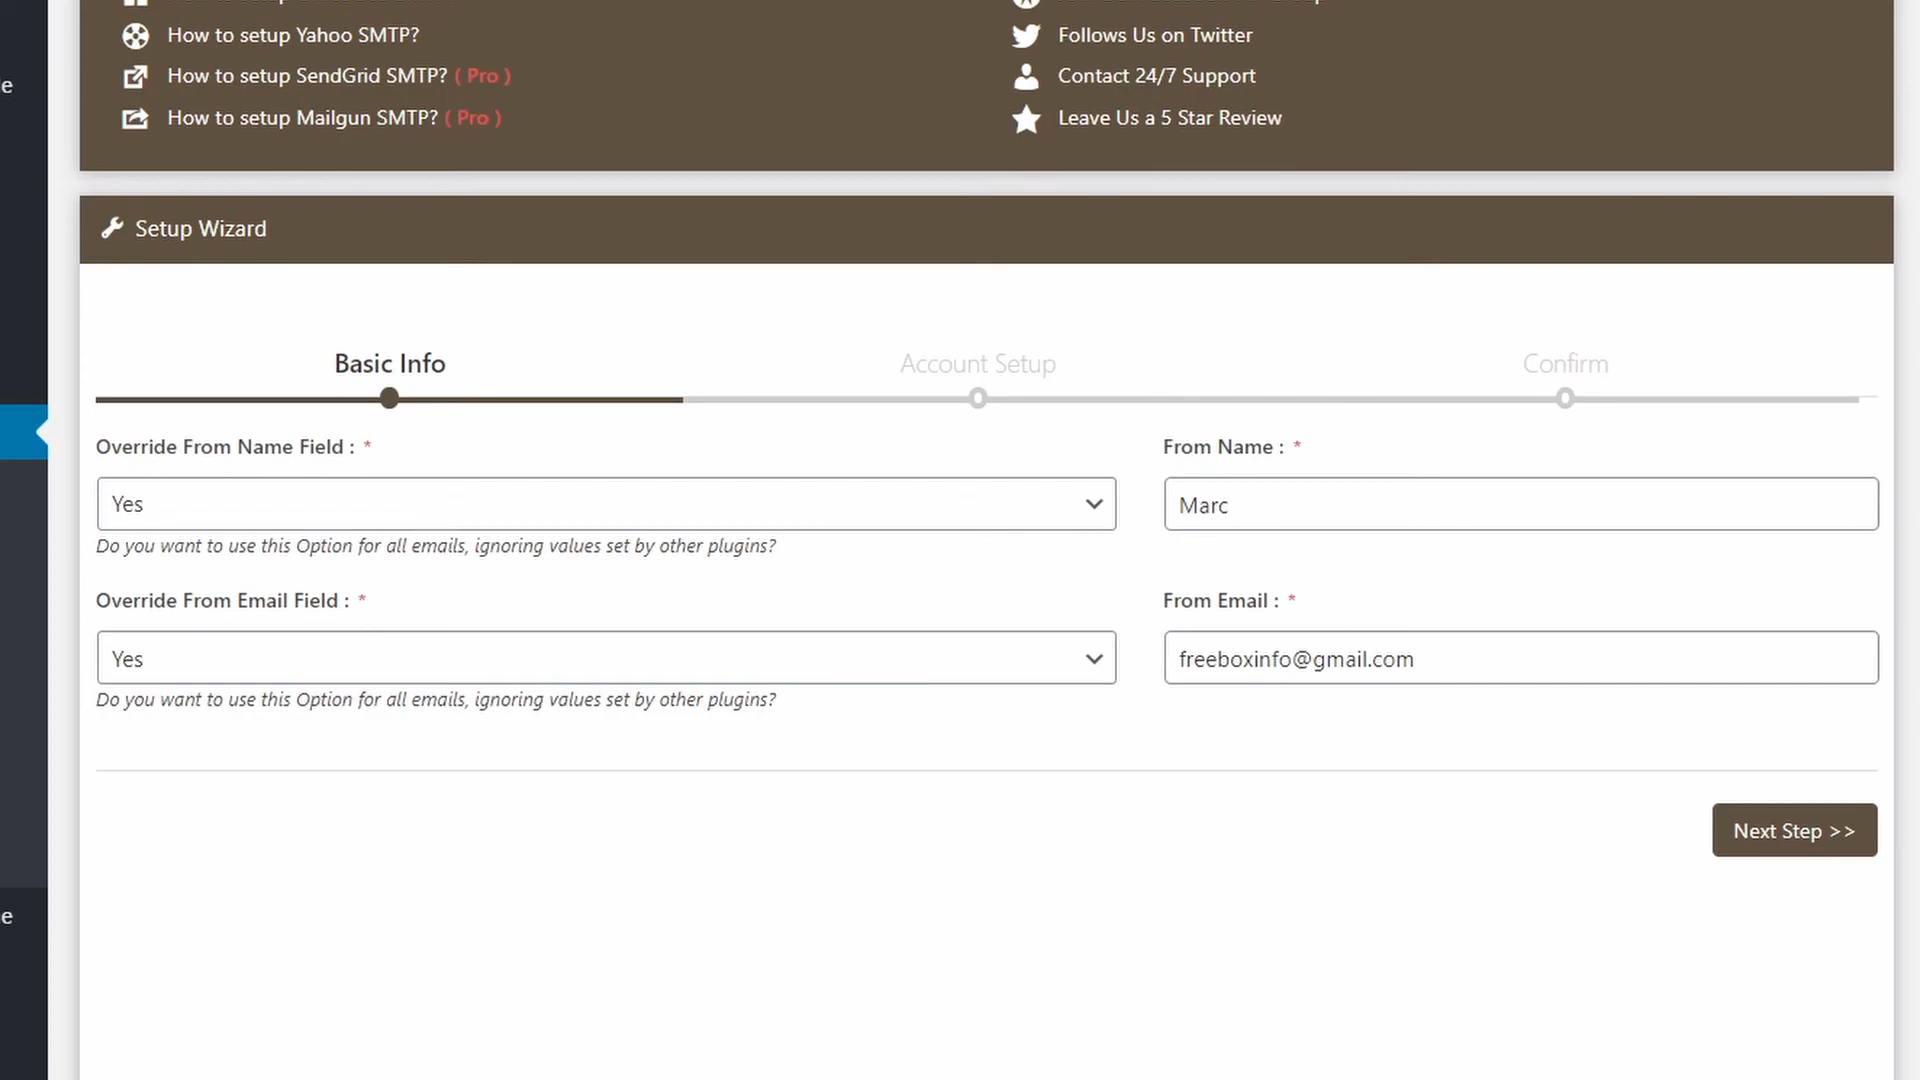 How to setup Yahoo SMTP?
Follows Us on Twitter
How to setup SendGrid SMTP? ( Pro )
Contact 24/7 Support
How to setup Mailgun SMTP? ( Pro )
Leave Us a 5 Star Review
Setup Wizard
Basic Info
Account Setup
Confirm
Override From Name Field : *
From Name : *
Yes
Marc
Do you want to use this Option for all emails, ignoring values set by other plugins?
Override From Email Field : *
From Email : *
Yes
freeboxinfo@gmail.com
Do you want to use this Option for all emails, ignoring values set by other plugins?
Next Step >>